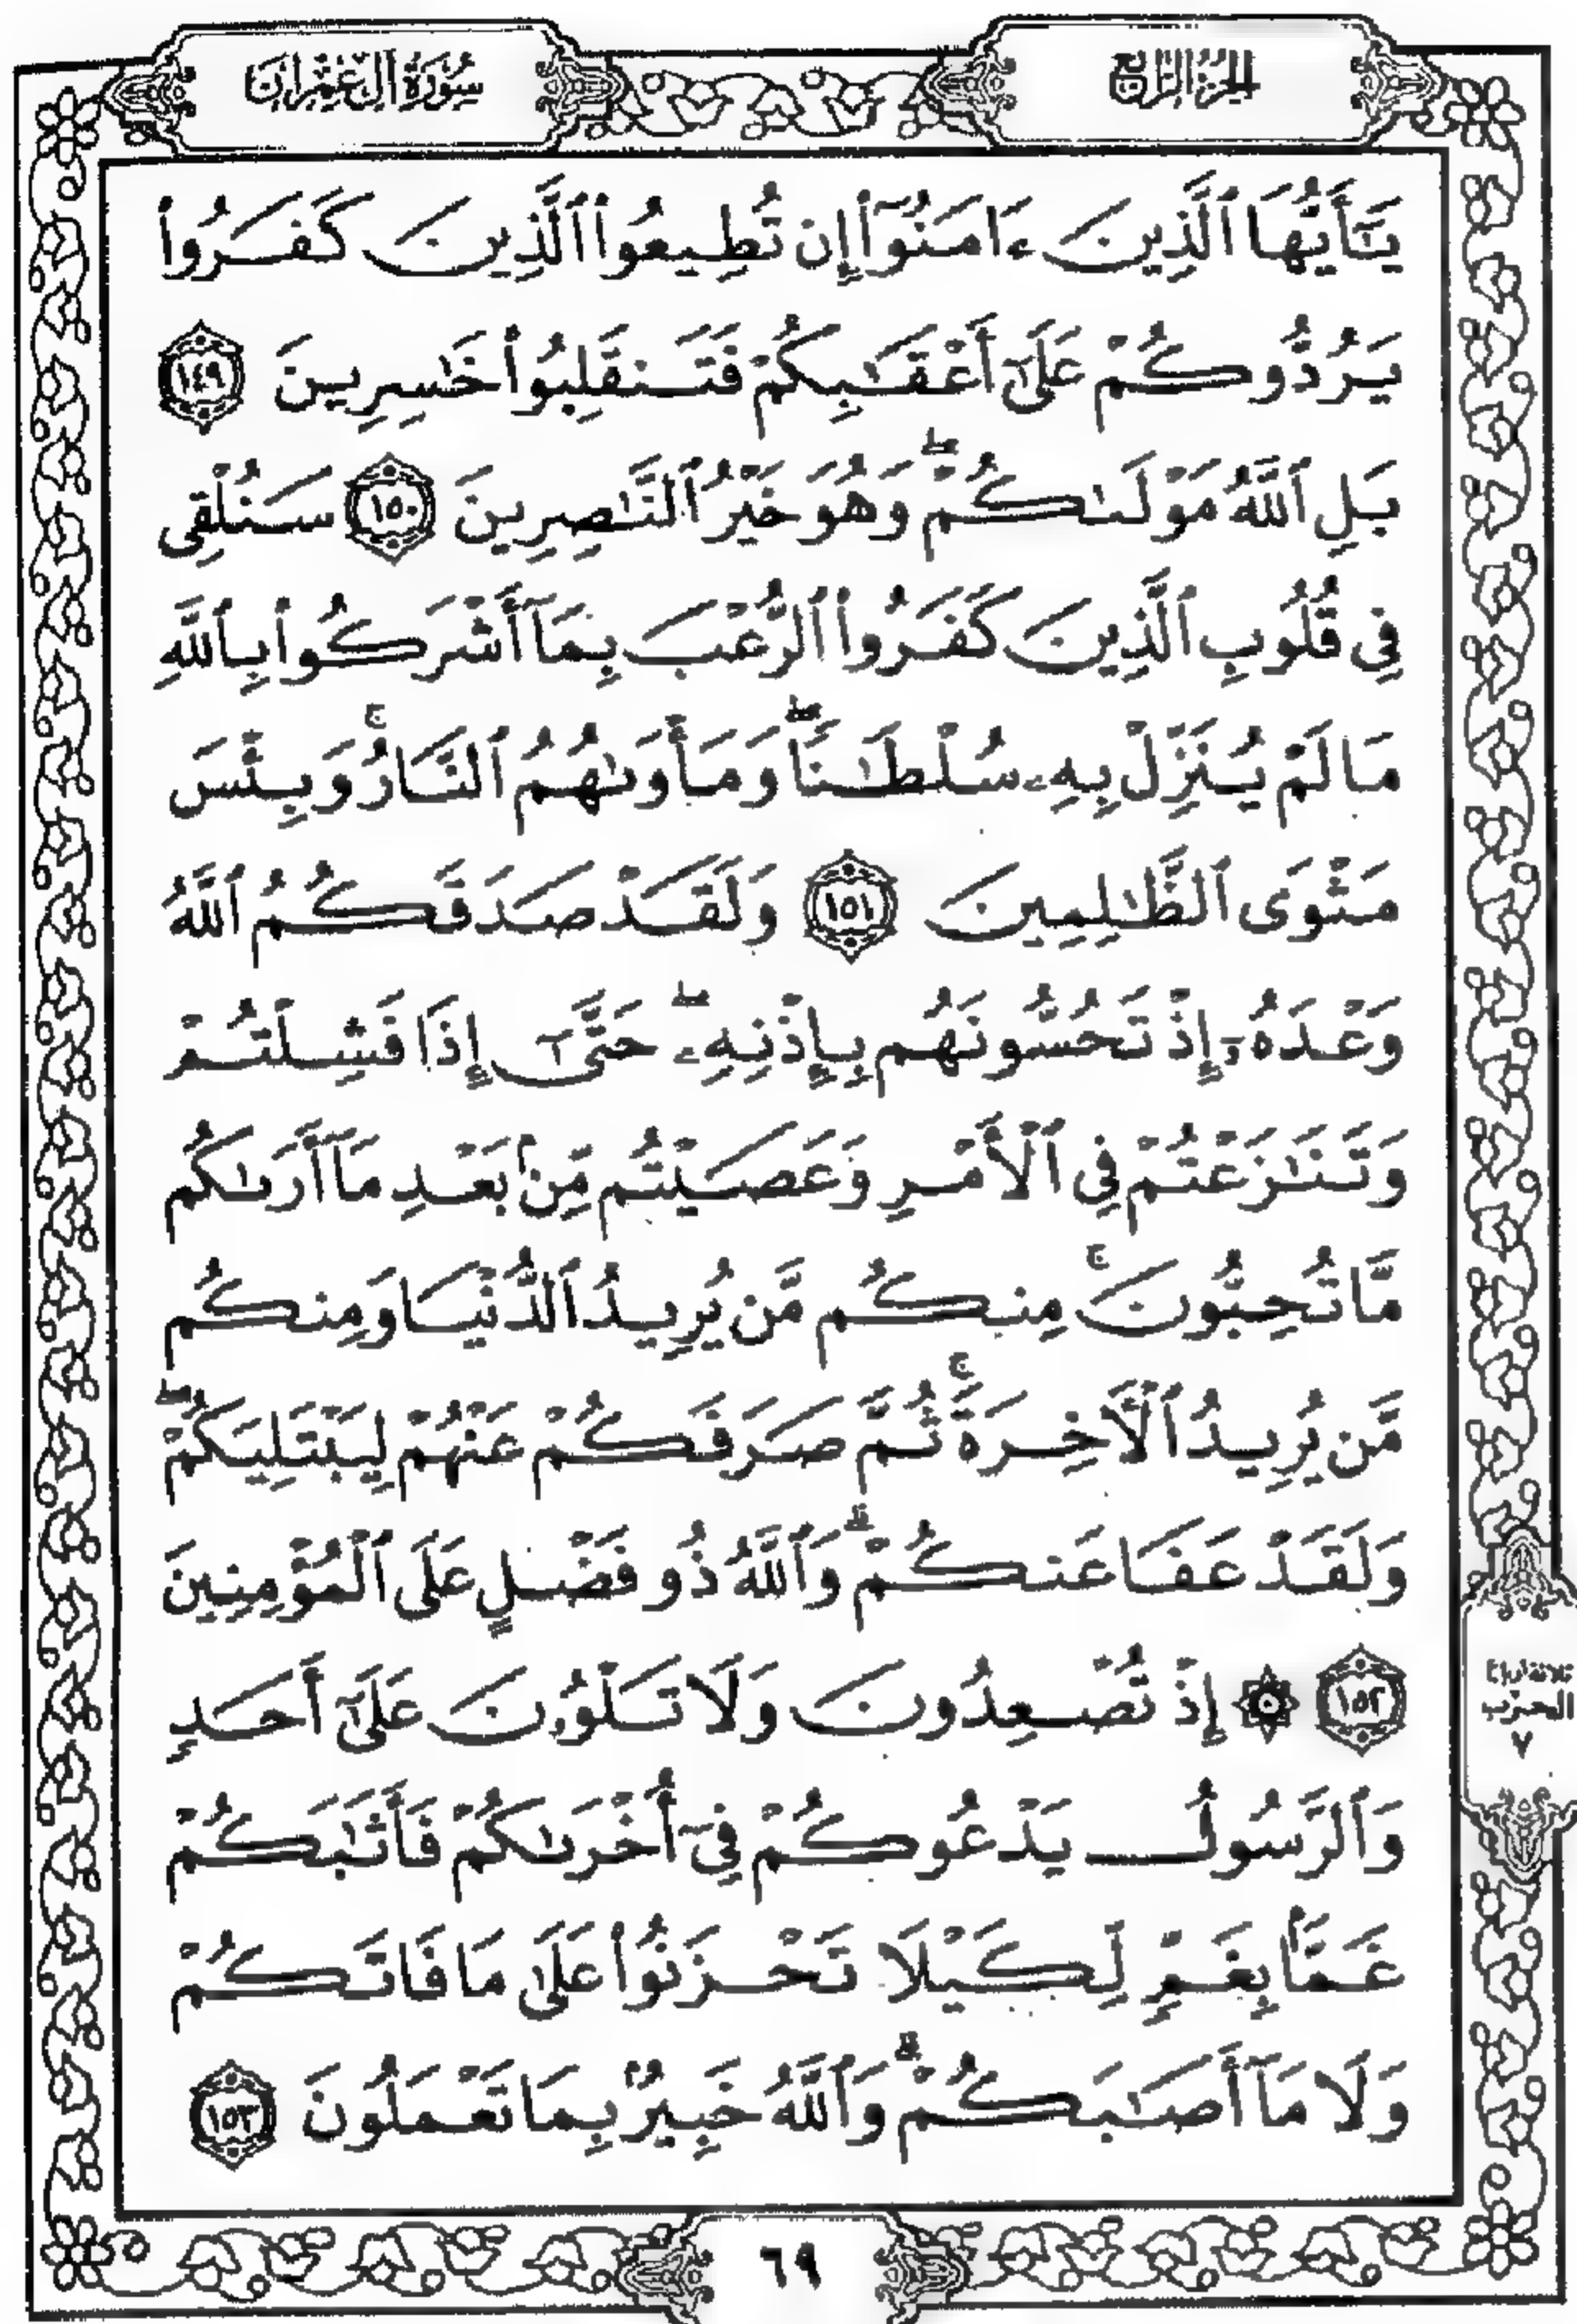 الجزء الرابع
سُورَةُ آلِ عِمْرَانَ
يَٰٓأَيُّهَا ٱلَّذِينَ ءَامَنُوٓا۟ إِن تُطِيعُوا۟ ٱلَّذِينَ كَفَرُوا۟
يَرُدُّوكُمْ عَلَىٰٓ أَعْقَٰبِكُمْ فَتَنقَلِبُوا۟ خَٰسِرِينَ ١٤٩
بَلِ ٱللَّهُ مَوْلَىٰكُمْ ۖ وَهُوَ خَيْرُ ٱلنَّٰصِرِينَ ١٥٠ سَنُلْقِى
فِى قُلُوبِ ٱلَّذِينَ كَفَرُوا۟ ٱلرُّعْبَ بِمَآ أَشْرَكُوا۟ بِٱللَّهِ
مَا لَمْ يُنَزِّلْ بِهِۦ سُلْطَٰنًا ۖ وَمَأْوَىٰهُمُ ٱلنَّارُ ۚ وَبِئْسَ
مَثْوَى ٱلظَّٰلِمِينَ ١٥١ وَلَقَدْ صَدَقَكُمُ ٱللَّهُ
وَعْدَهُۥٓ إِذْ تَحُسُّونَهُم بِإِذْنِهِۦ ۖ حَتَّىٰٓ إِذَا فَشِلْتُمْ
وَتَنَٰزَعْتُمْ فِى ٱلْأَمْرِ وَعَصَيْتُم مِّنۢ بَعْدِ مَآ أَرَىٰكُم
مَّا تُحِبُّونَ ۚ مِنكُم مَّن يُرِيدُ ٱلدُّنْيَا وَمِنكُم
مَّن يُرِيدُ ٱلْأَخِرَةَ ۚ ثُمَّ صَرَفَكُمْ عَنْهُمْ لِيَبْتَلِيَكُمْ ۖ
وَلَقَدْ عَفَا عَنكُمْ ۗ وَٱللَّهُ ذُو فَضْلٍ عَلَى ٱلْمُؤْمِنِينَ
١٥٢ ۞ إِذْ تُصْعِدُونَ وَلَا تَلْوُۥنَ عَلَىٰٓ أَحَدٍ
وَٱلرَّسُولُ يَدْعُوكُمْ فِىٓ أُخْرَىٰكُمْ فَأَثَٰبَكُمْ
غَمًّۢا بِغَمٍّ لِّكَيْلَا تَحْزَنُوا۟ عَلَىٰ مَا فَاتَكُمْ
وَلَا مَآ أَصَٰبَكُمْ ۗ وَٱللَّهُ خَبِيرٌۢ بِمَا تَعْمَلُونَ ١٥٣
ثلاثة أرباع
الحزب
٧
٦٩